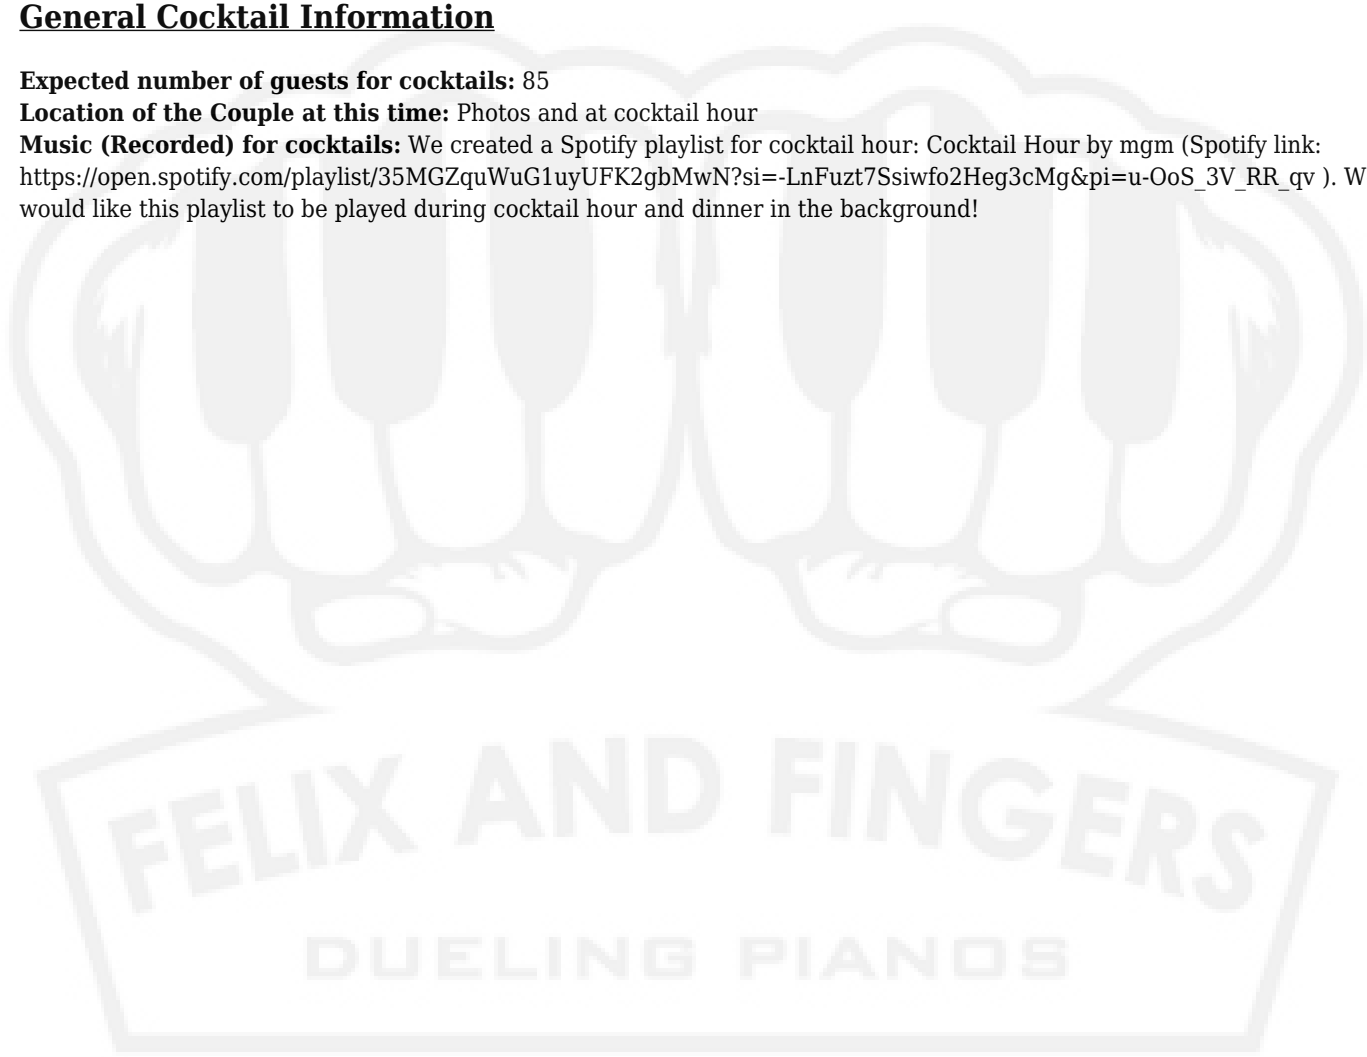 General Cocktail Information
Expected number of guests for cocktails: 85
Location of the Couple at this time: Photos and at cocktail hour
Music (Recorded) for cocktails: We created a Spotify playlist for cocktail hour: Cocktail Hour by mgm (Spotify link:
https://open.spotify.com/playlist/35MGZquWuG1uyUFK2gbMwN?si=-LnFuzt7Ssiwfo2Heg3cMg&pi=u-OoS_3V_RR_qv ). W
would like this playlist to be played during cocktail hour and dinner in the background!
FELIX AND FINGERS
DUELING PIANOS